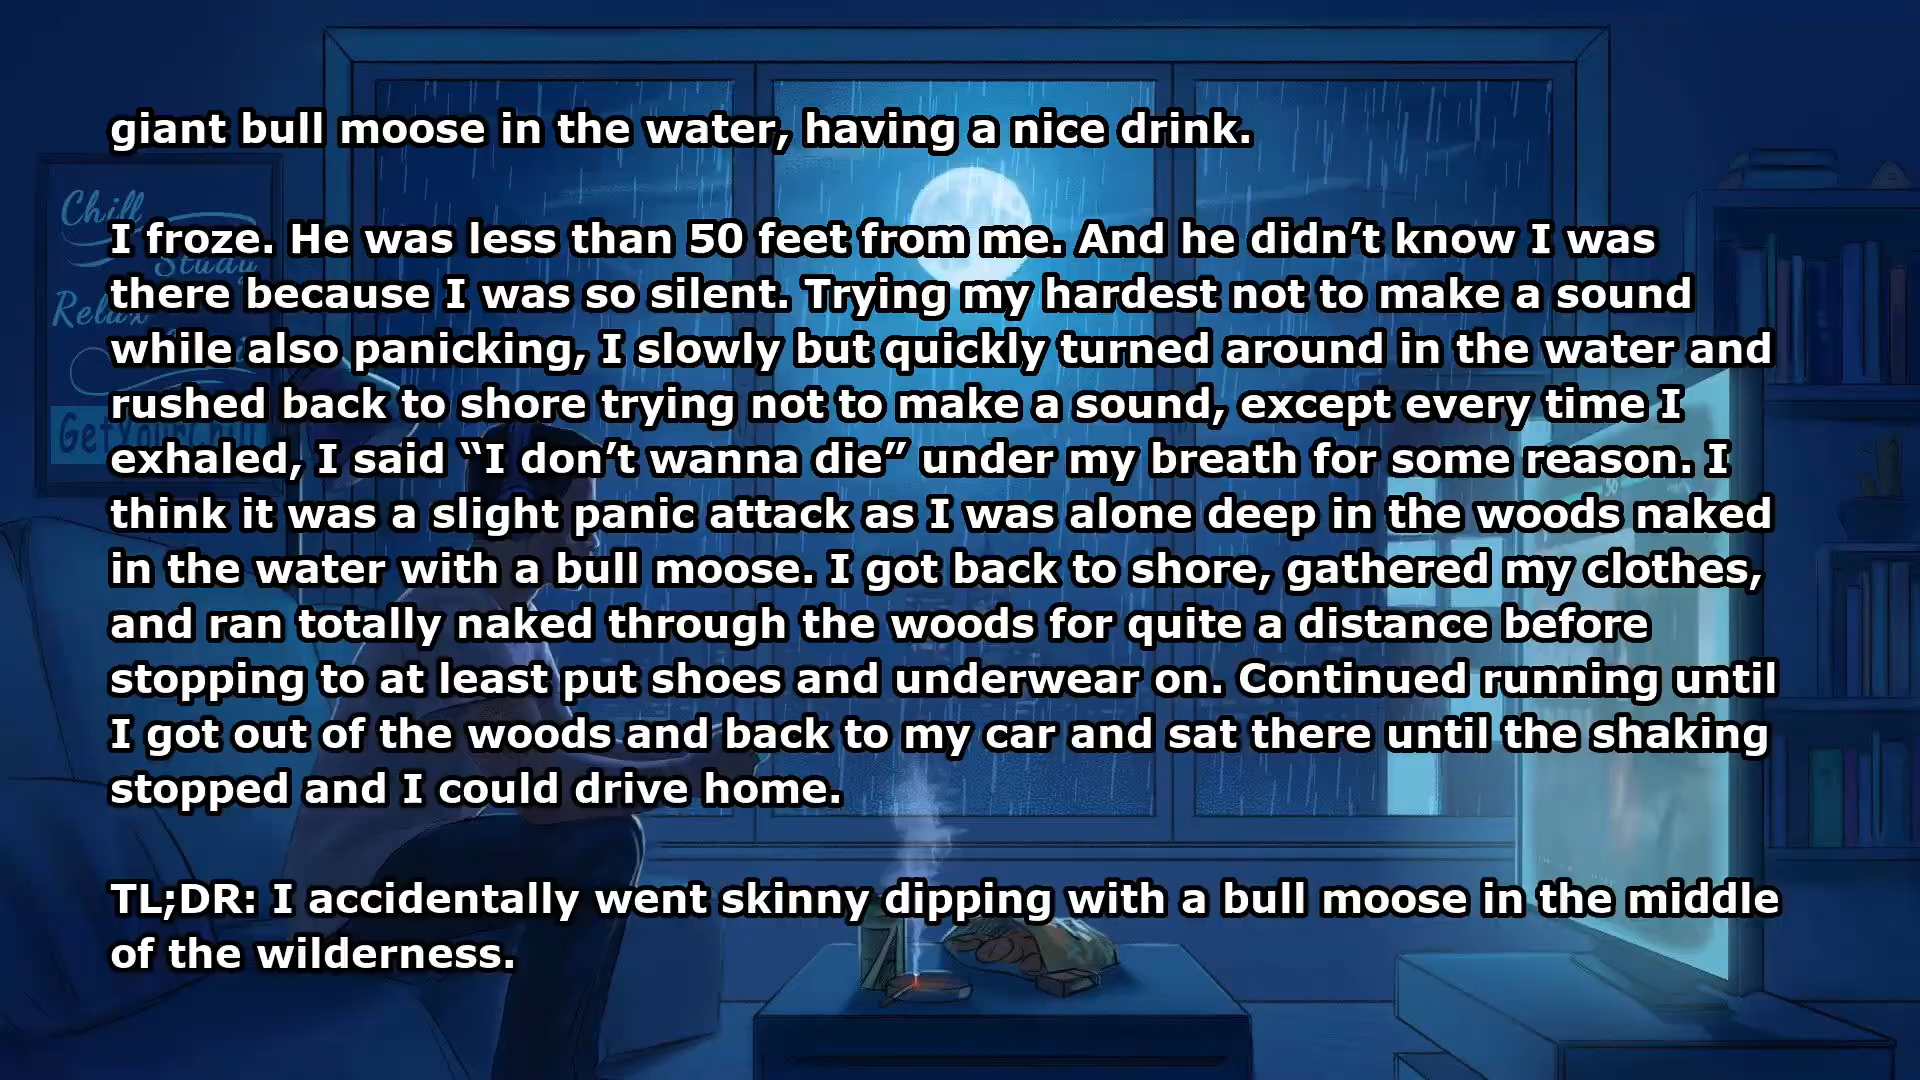 giant bull moose in the water, having a nice drink.
I froze. He was less than 50 feet from me. And he didn’t know I was
there because I was so silent. Trying my hardest not to make a sound
while also panicking, I slowly but quickly turned around in the water and
rushed back to shore trying not to make a sound, except every time I
exhaled, I said “I don’t wanna die” under my breath for some reason. I
think it was a slight panic attack as I was alone deep in the woods naked
in the water with a bull moose. I got back to shore, gathered my clothes,
and ran totally naked through the woods for quite a distance before
stopping to at least put shoes and underwear on. Continued running until
I got out of the woods and back to my car and sat there until the shaking
stopped and I could drive home.
TL;DR: I accidentally went skinny dipping with a bull moose in the middle
of the wilderness.
Chill
Study
Relax
GetYourChill